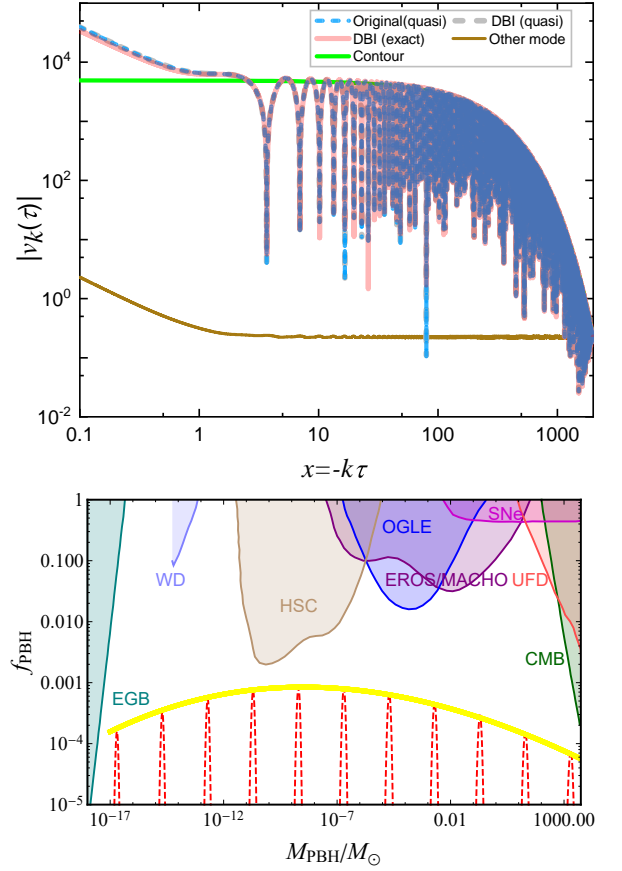 Original(quasi) DBI (quasi)
DBI (exact) Other mode
Contour
|v_k(τ)|
10^4
10^2
10^0
10^-2
0.1 1 10 100 1000
x=-kτ
f_PBH
1
0.100
0.010
0.001
10^-4
10^-5
SNe
OGLE
WD
EROS/MACHO UFD
HSC
CMB
EGB
10^-17 10^-12 10^-7 0.01 1000.00
M_PBH/M_⊙